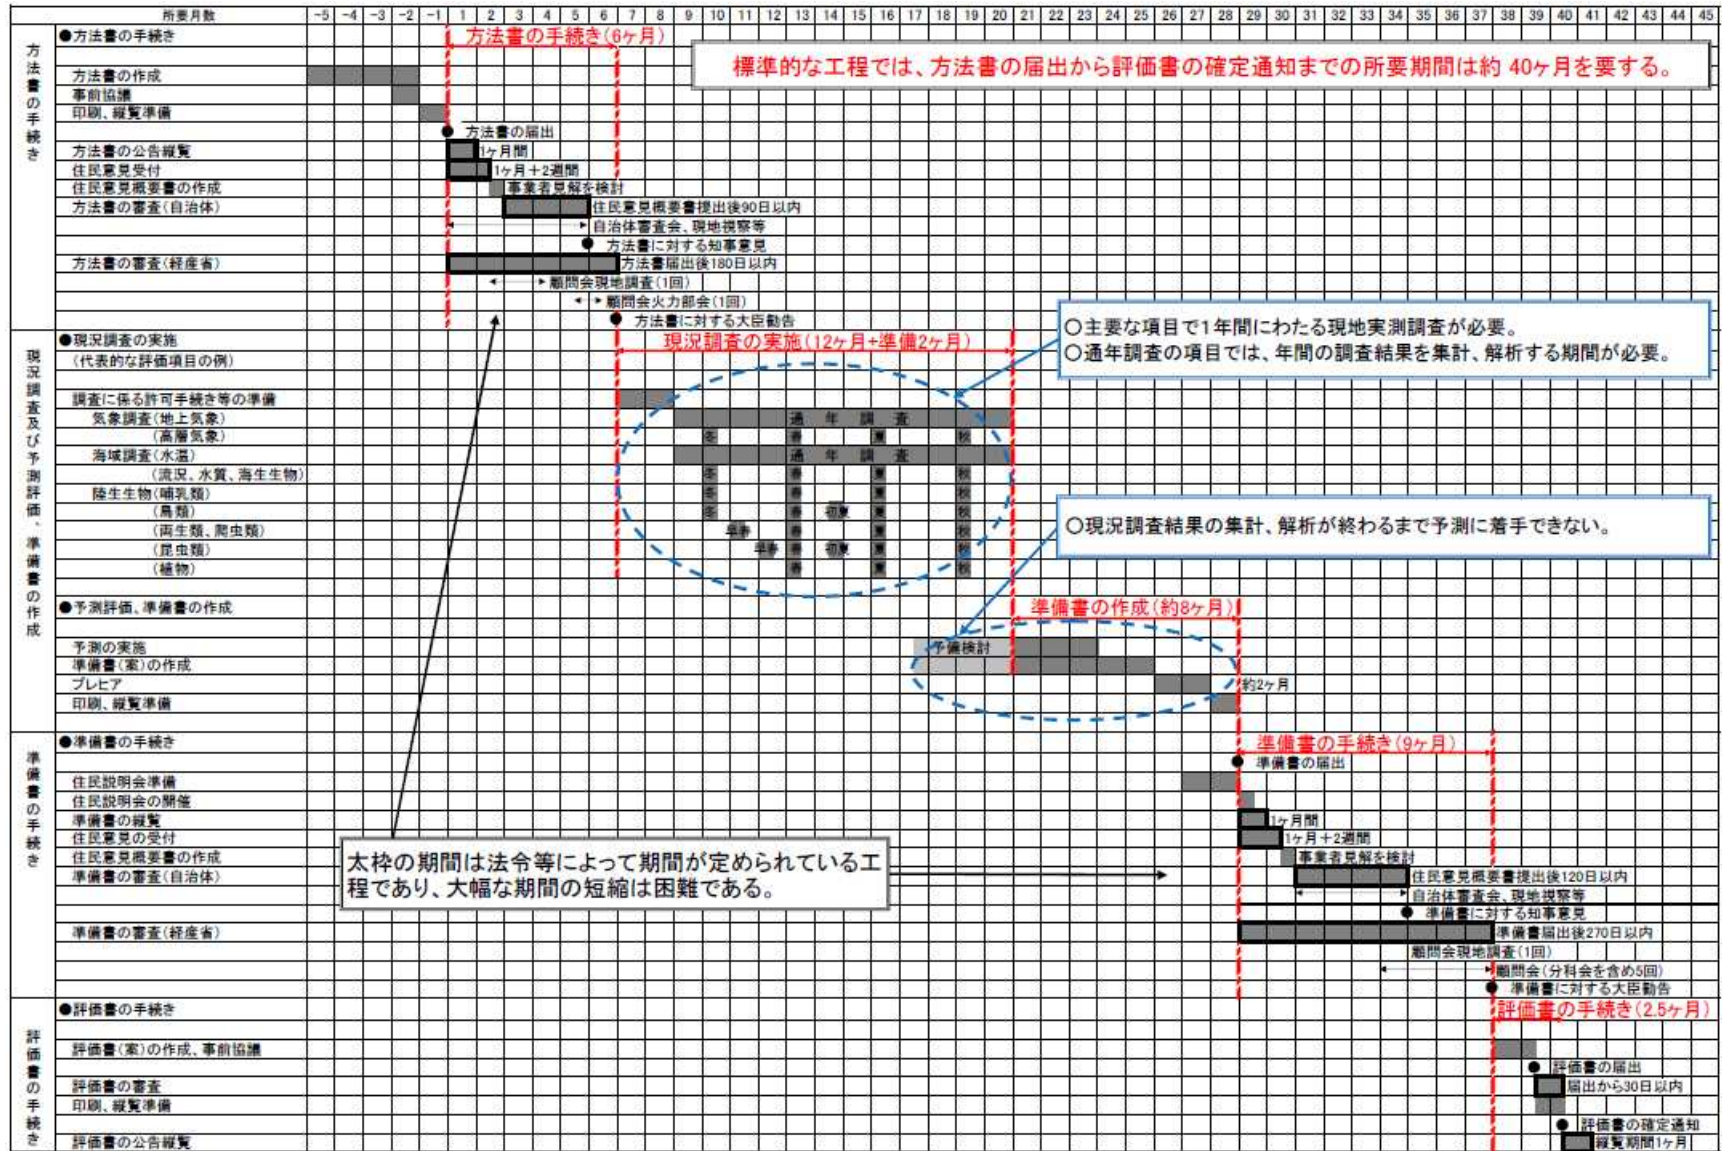 所要月数 -5 -4 -3 -2 -1 1 2 3 4 5 6 7 8 9 10 11 12 13 14 15 16 17 18 19 20 21 22 23 24 25 26 27 28 29 30 31 32 33 34 35 36 37 38 39 40 41 42 43 44 45
方法書の手続き
●方法書の手続き
方法書の手続き(6ヶ月)
標準的な工程では、方法書の届出から評価書の確定通知までの所要期間は約 40ヶ月を要する。
方法書の作成
事前協議
印刷、縦覧準備
● 方法書の届出
方法書の公告縦覧 1ヶ月間
住民意見受付 1ヶ月+2週間
住民意見概要書の作成 事業者見解を検討
方法書の審査(自治体) 住民意見概要書提出後90日以内
自治体審査会、現地視察等
● 方法書に対する知事意見
方法書の審査(経産省) 方法書届出後180日以内
顧問会現地調査(1回)
顧問会火力部会(1回)
● 方法書に対する大臣勧告
○主要な項目で1年間にわたる現地実測調査が必要。
○通年調査の項目では、年間の調査結果を集計、解析する期間が必要。
現況調査及び予測評価、準備書の作成
●現況調査の実施
現況調査の実施(12ヶ月+準備2ヶ月)
(代表的な評価項目の例)
調査に係る許可手続き等の準備
気象調査(地上気象) 通年調査
(高層気象) 冬 春 夏 秋
海域調査(水温) 通年調査
(流況、水質、海生生物) 冬 春 夏 秋
陸生生物(哺乳類) 冬 春 夏 秋
(鳥類) 冬 春 初夏 夏 秋
(両生類、爬虫類) 早春 春 夏 秋
(昆虫類) 早春 春 初夏 夏 秋
(植物) 春 夏 秋
○現況調査結果の集計、解析が終わるまで予測に着手できない。
●予測評価、準備書の作成
準備書の作成(約8ヶ月)
予測の実施 予備検討
準備書(案)の作成
プレヒア 約2ヶ月
印刷、縦覧準備
準備書の手続き
●準備書の手続き
準備書の手続き(9ヶ月)
● 準備書の届出
住民説明会準備
住民説明会の開催
準備書の縦覧 1ヶ月間
住民意見の受付 1ヶ月+2週間
住民意見概要書の作成 事業者見解を検討
準備書の審査(自治体) 住民意見概要書提出後120日以内
太枠の期間は法令等によって期間が定められている工
程であり、大幅な期間の短縮は困難である。
自治体審査会、現地視察等
● 準備書に対する知事意見
準備書の審査(経産省) 準備書届出後270日以内
顧問会現地調査(1回)
顧問会(分科会を含め5回)
● 準備書に対する大臣勧告
評価書の手続き
●評価書の手続き
評価書の手続き(2.5ヶ月)
評価書(案)の作成、事前協議
● 評価書の届出
評価書の審査 届出から30日以内
印刷、縦覧準備
● 評価書の確定通知
評価書の公告縦覧 縦覧期間1ヶ月